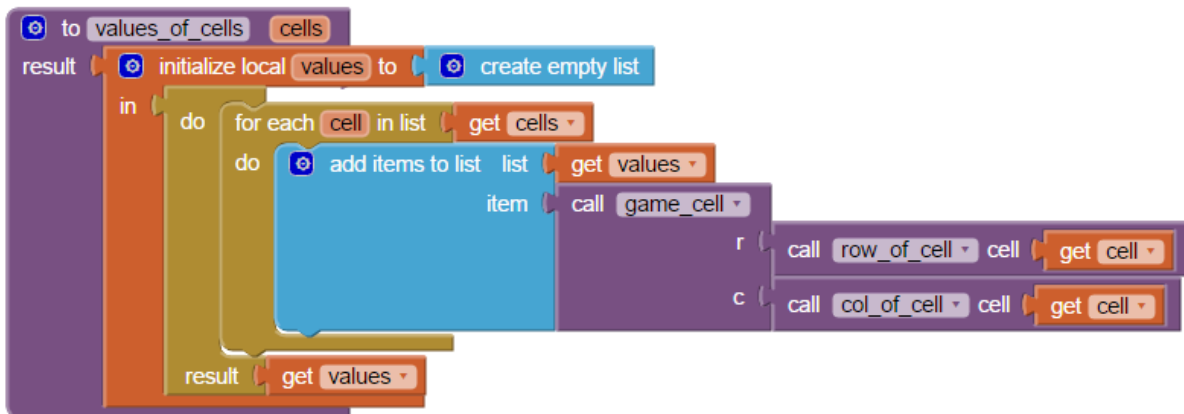 to values_of_cells cells
result initialize local values to create empty list
in do for each cell in list get cells
do add items to list list get values
item call game_cell
r call row_of_cell cell get cell
c call col_of_cell cell get cell
result get values